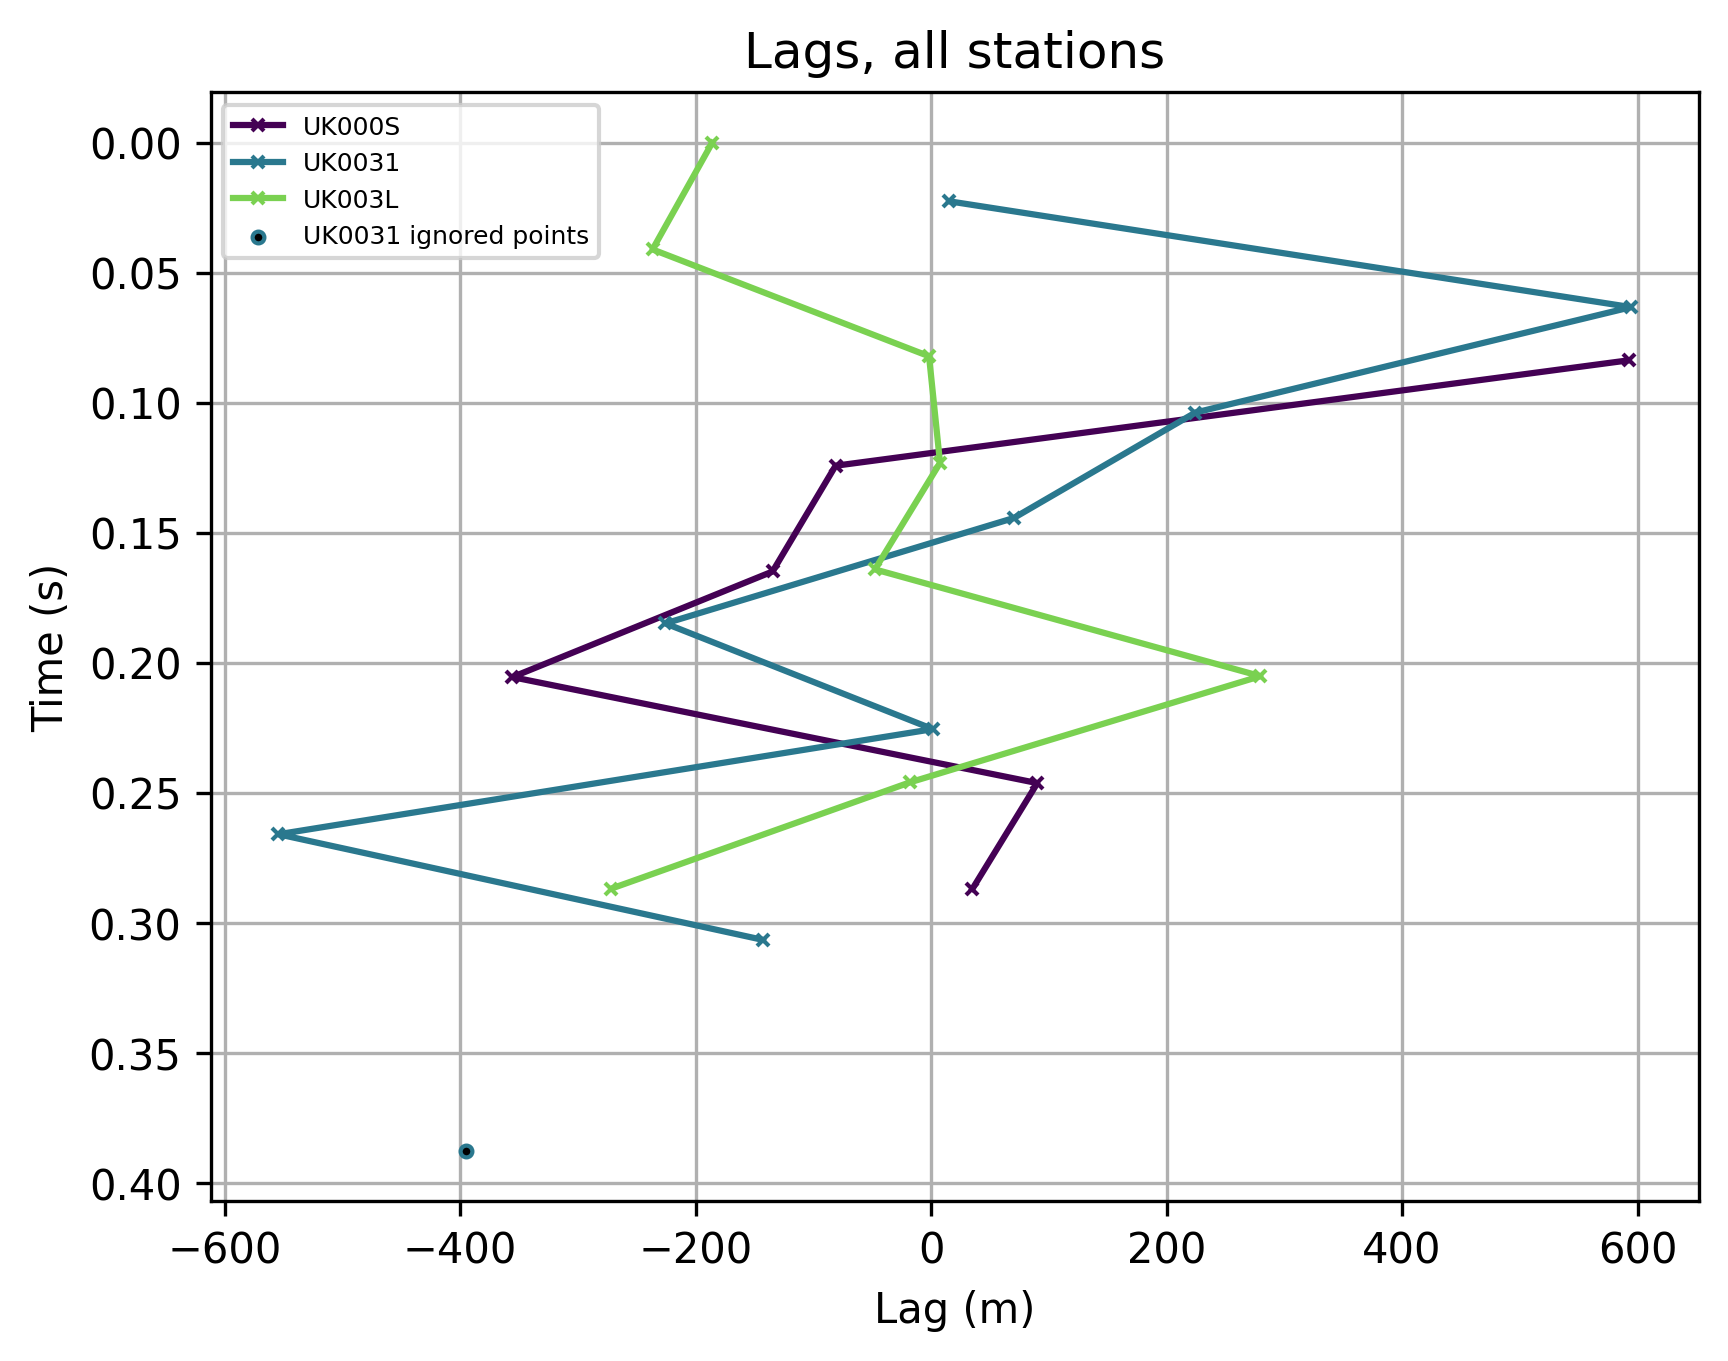 Lags, all stations
UK000S
UK0031
UK003L
UK0031 ignored points
Time (s)
0.00
0.05
0.10
0.15
0.20
0.25
0.30
0.35
0.40
−600 −400 −200 0 200 400 600
Lag (m)